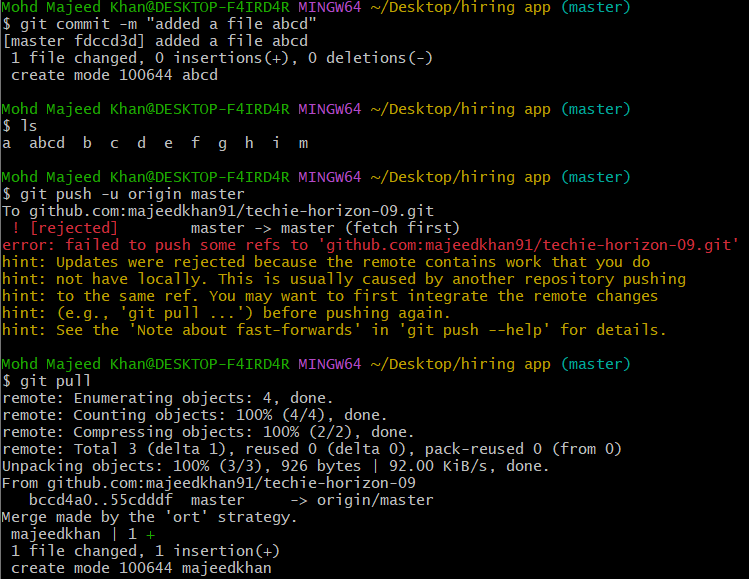 Mohd Majeed Khan@DESKTOP-F4IRD4R MINGW64 ~/Desktop/hiring app (master)
$ git commit -m "added a file abcd"
[master fdccd3d] added a file abcd
 1 file changed, 0 insertions(+), 0 deletions(-)
 create mode 100644 abcd

Mohd Majeed Khan@DESKTOP-F4IRD4R MINGW64 ~/Desktop/hiring app (master)
$ ls
a  abcd  b  c  d  e  f  g  h  i  m

Mohd Majeed Khan@DESKTOP-F4IRD4R MINGW64 ~/Desktop/hiring app (master)
$ git push -u origin master
To github.com:majeedkhan91/techie-horizon-09.git
 ! [rejected]        master -> master (fetch first)
error: failed to push some refs to 'github.com:majeedkhan91/techie-horizon-09.git'
hint: Updates were rejected because the remote contains work that you do
hint: not have locally. This is usually caused by another repository pushing
hint: to the same ref. You may want to first integrate the remote changes
hint: (e.g., 'git pull ...') before pushing again.
hint: See the 'Note about fast-forwards' in 'git push --help' for details.

Mohd Majeed Khan@DESKTOP-F4IRD4R MINGW64 ~/Desktop/hiring app (master)
$ git pull
remote: Enumerating objects: 4, done.
remote: Counting objects: 100% (4/4), done.
remote: Compressing objects: 100% (2/2), done.
remote: Total 3 (delta 1), reused 0 (delta 0), pack-reused 0 (from 0)
Unpacking objects: 100% (3/3), 926 bytes | 92.00 KiB/s, done.
From github.com:majeedkhan91/techie-horizon-09
   bccd4a0..55cdddf  master     -> origin/master
Merge made by the 'ort' strategy.
 majeedkhan | 1 +
 1 file changed, 1 insertion(+)
 create mode 100644 majeedkhan